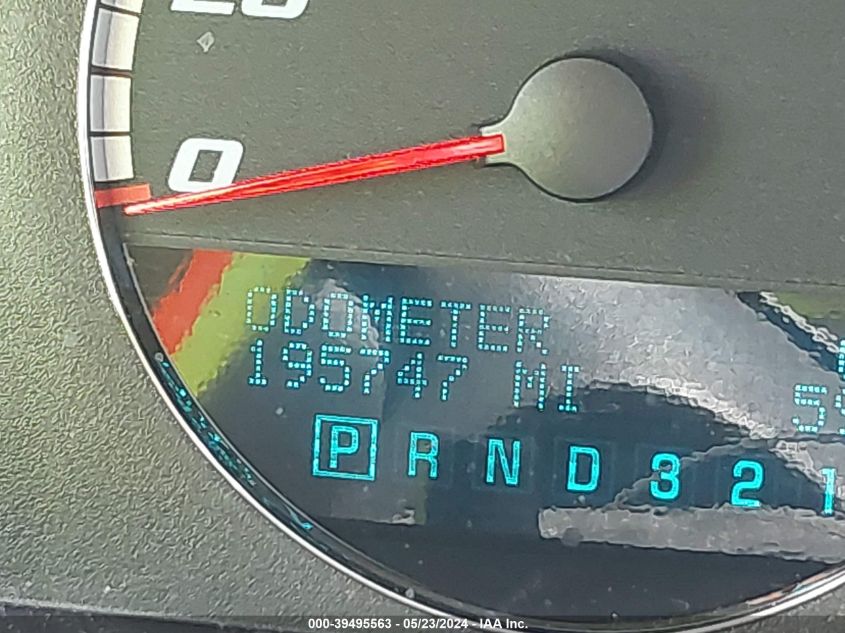 20
0
ODOMETER
195747 MI
P R N D 3 2 1
000-39495563 - 05/23/2024 - IAA Inc.